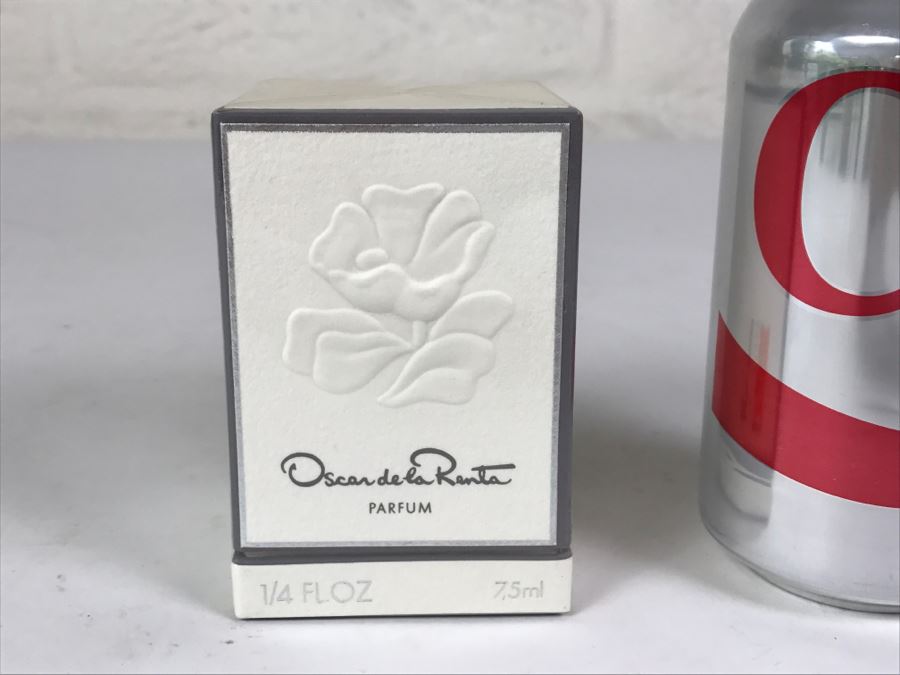 Oscar de la Renta
PARFUM
1/4 FL.OZ 7,5ml